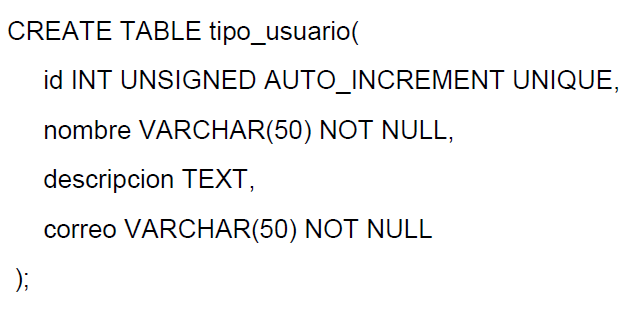 CREATE TABLE tipo_usuario(
id INT UNSIGNED AUTO_INCREMENT UNIQUE,
nombre VARCHAR(50) NOT NULL,
descripcion TEXT,
correo VARCHAR(50) NOT NULL
);